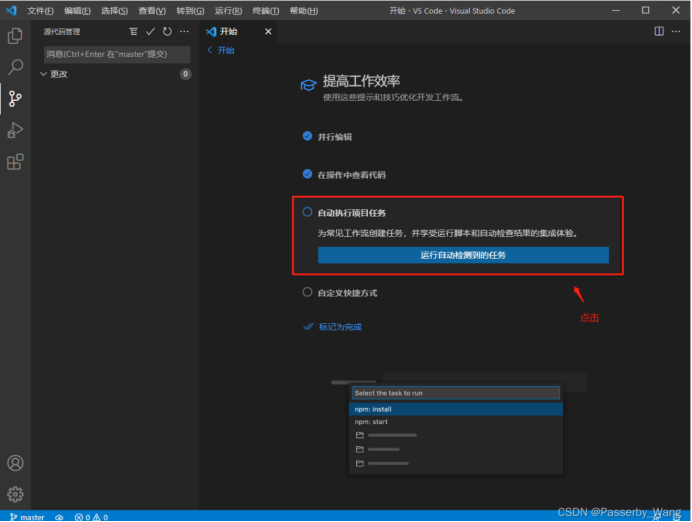 文件(F) 编辑(E) 选择(S) 查看(V) 转到(G) 运行(R) 终端(T) 帮助(H) 开始 - VS Code - Visual Studio Code
源代码管理
开始
消息(Ctrl+Enter 在"master"提交)
开始
更改 0
提高工作效率
使用这些提示和技巧优化开发工作流。
并行编辑
在操作中查看代码
自动执行项目任务
为常见工作流创建任务，并享受运行脚本和自动检查结果的集成体验。
运行自动检测到的任务
自定义快捷方式
点击
标记为完成
Select the task to run
npm: install
npm: start
master 0 0
CSDN @Passerby_Wang